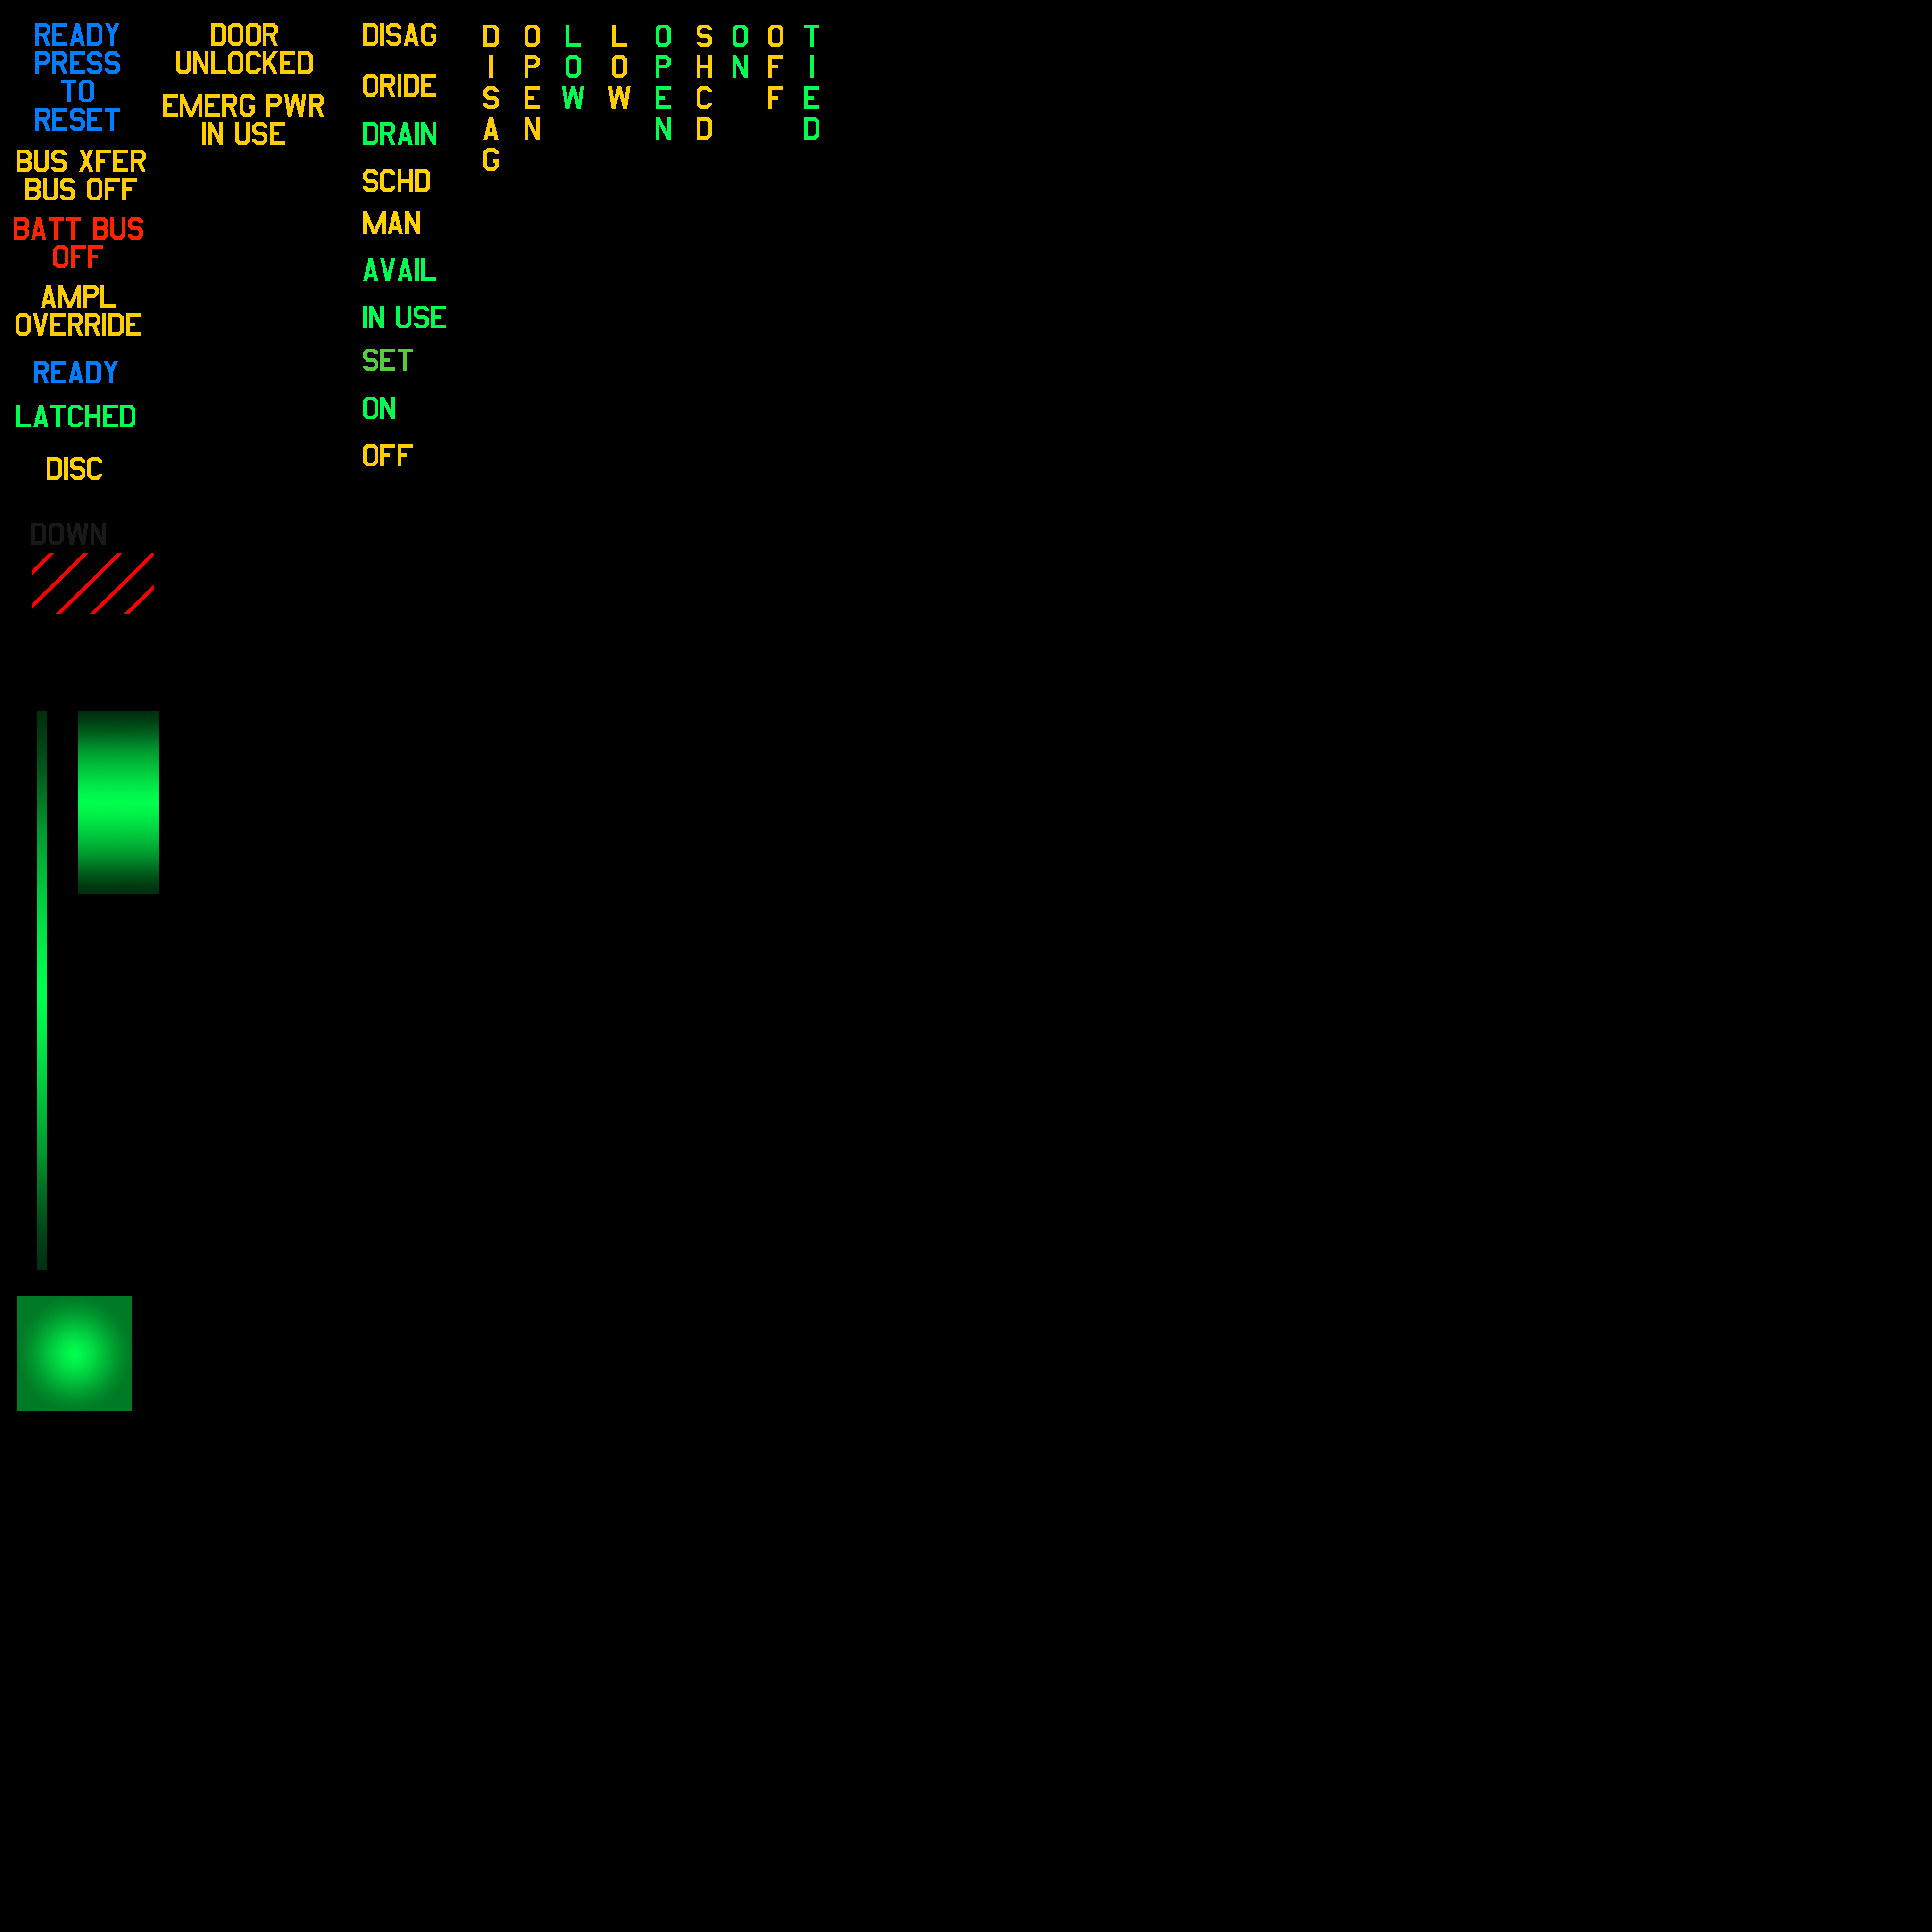 READY
PRESS
TO
RESET
BUS XFER
BUS OFF
BATT BUS
OFF
AMPL
OVERRIDE
READY
LATCHED
DISC
DOWN
DOOR
UNLOCKED
EMERG PWR
IN USE
DISAG
ORIDE
DRAIN
SCHD
MAN
AVAIL
IN USE
SET
ON
OFF
DISAG
OPEN
LOW
LOW
OPEN
SHCD
ON
OFF
TIED